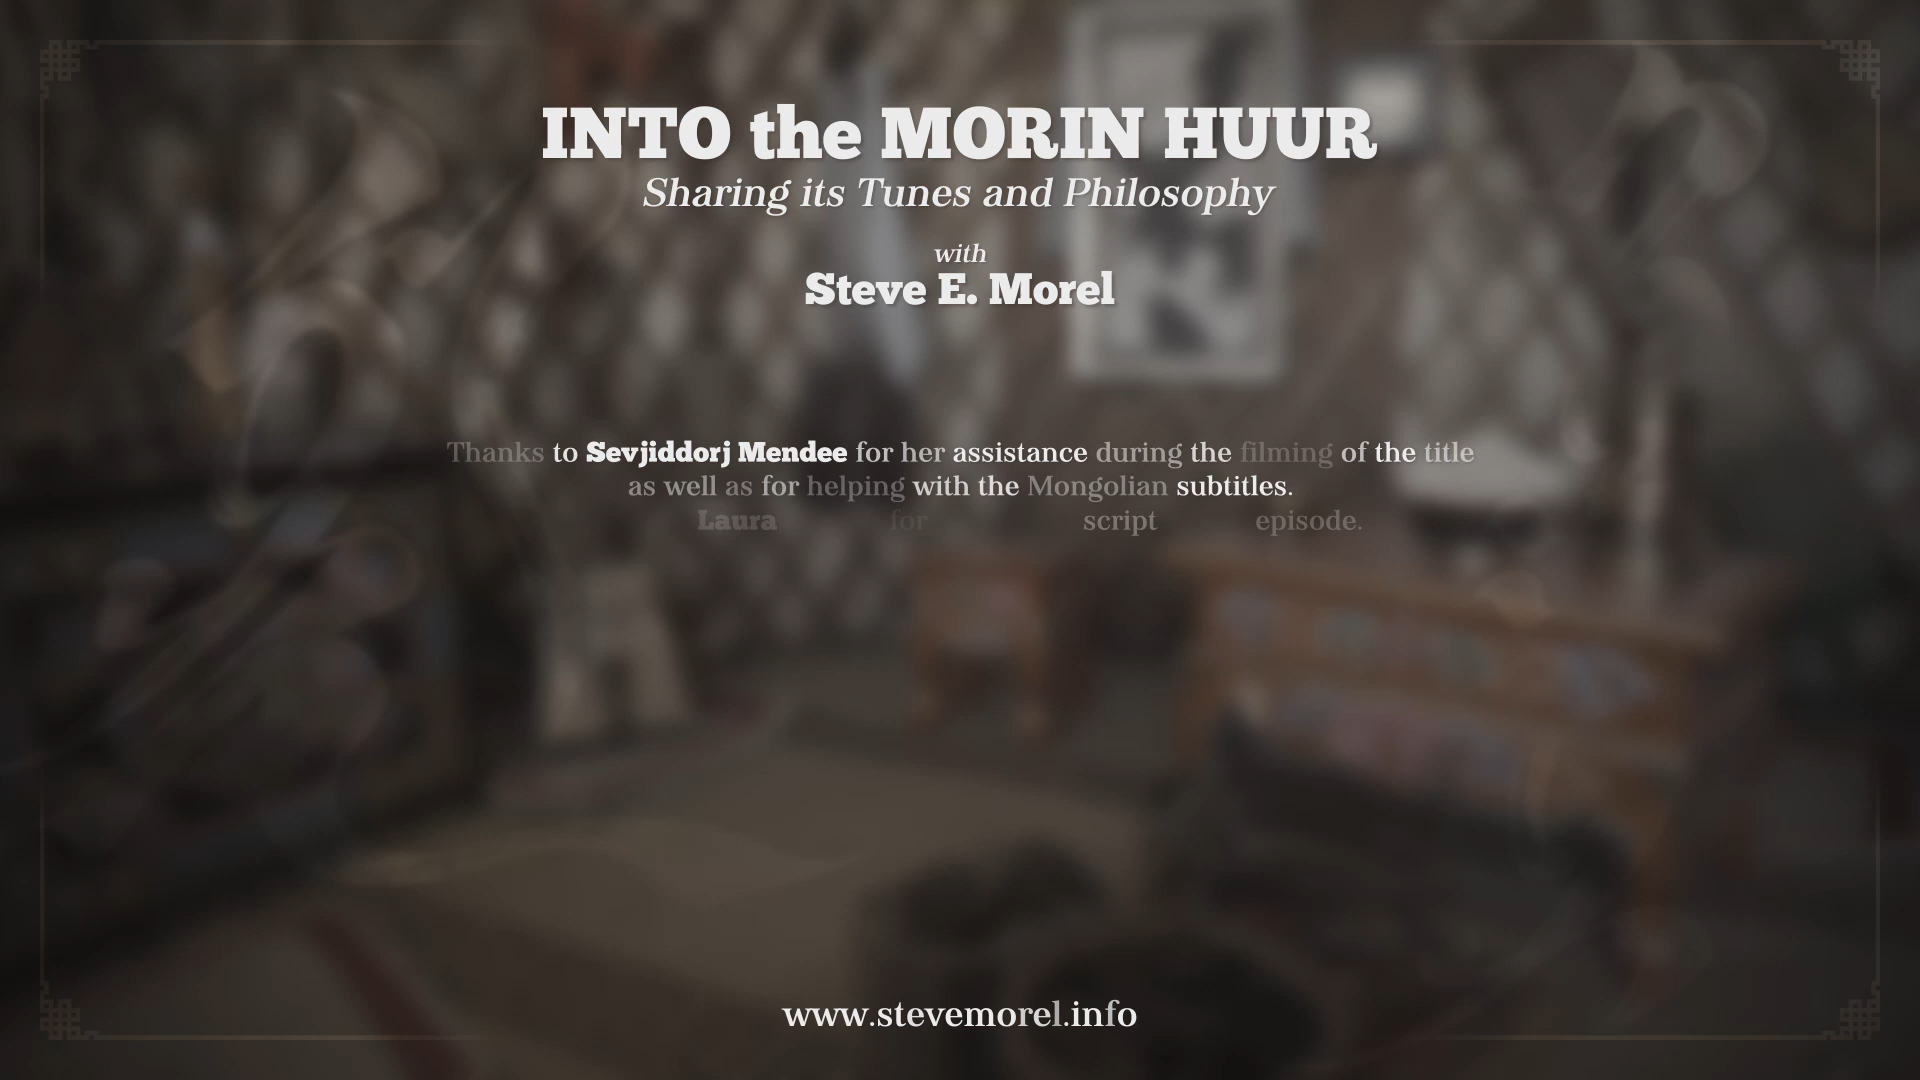 INTO the MORIN HUUR
Sharing its Tunes and Philosophy
with
Steve E. Morel
Thanks to Sevjiddorj Mendee for her assistance during the filming of the title
as well as for helping with the Mongolian subtitles.
Laura for script episode.
www.stevemorel.info